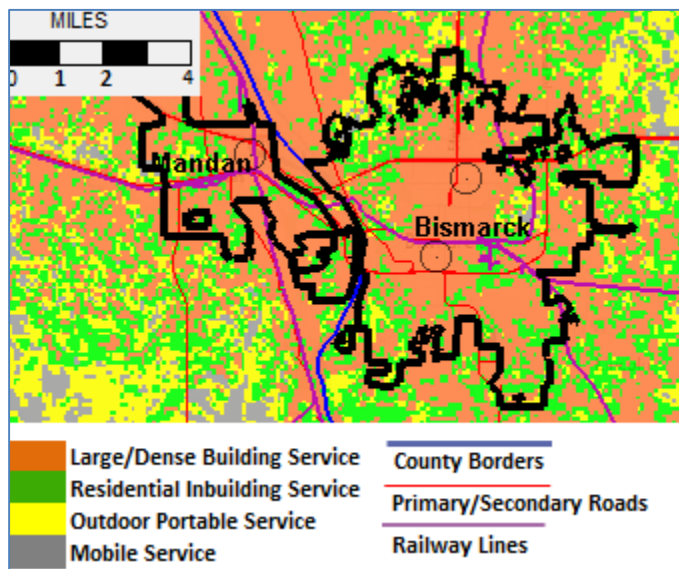 MILES
0 1 2 4
Mandan
Bismarck
Large/Dense Building Service
Residential Inbuilding Service
Outdoor Portable Service
Mobile Service
County Borders
Primary/Secondary Roads
Railway Lines